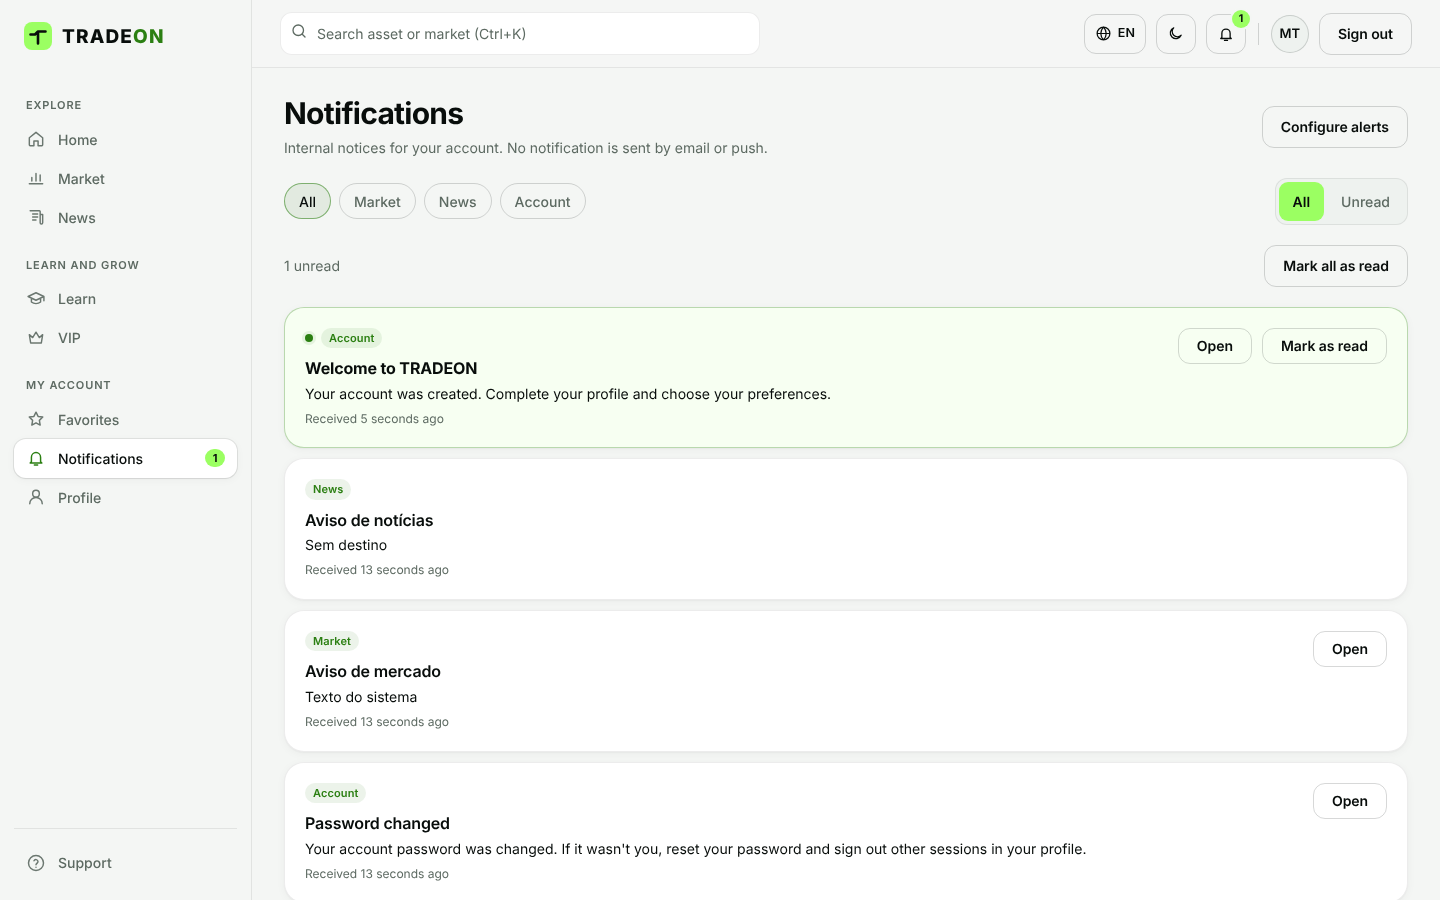 TRADEON
Search asset or market (Ctrl+K)
EN
1
MT
Sign out
EXPLORE
Home
Market
News
LEARN AND GROW
Learn
VIP
MY ACCOUNT
Favorites
Notifications
1
Profile
Support
Notifications
Internal notices for your account. No notification is sent by email or push.
Configure alerts
All
Market
News
Account
All
Unread
1 unread
Mark all as read
Account
Welcome to TRADEON
Your account was created. Complete your profile and choose your preferences.
Received 5 seconds ago
Open
Mark as read
News
Aviso de notícias
Sem destino
Received 13 seconds ago
Market
Aviso de mercado
Texto do sistema
Received 13 seconds ago
Open
Account
Password changed
Your account password was changed. If it wasn't you, reset your password and sign out other sessions in your profile.
Received 13 seconds ago
Open